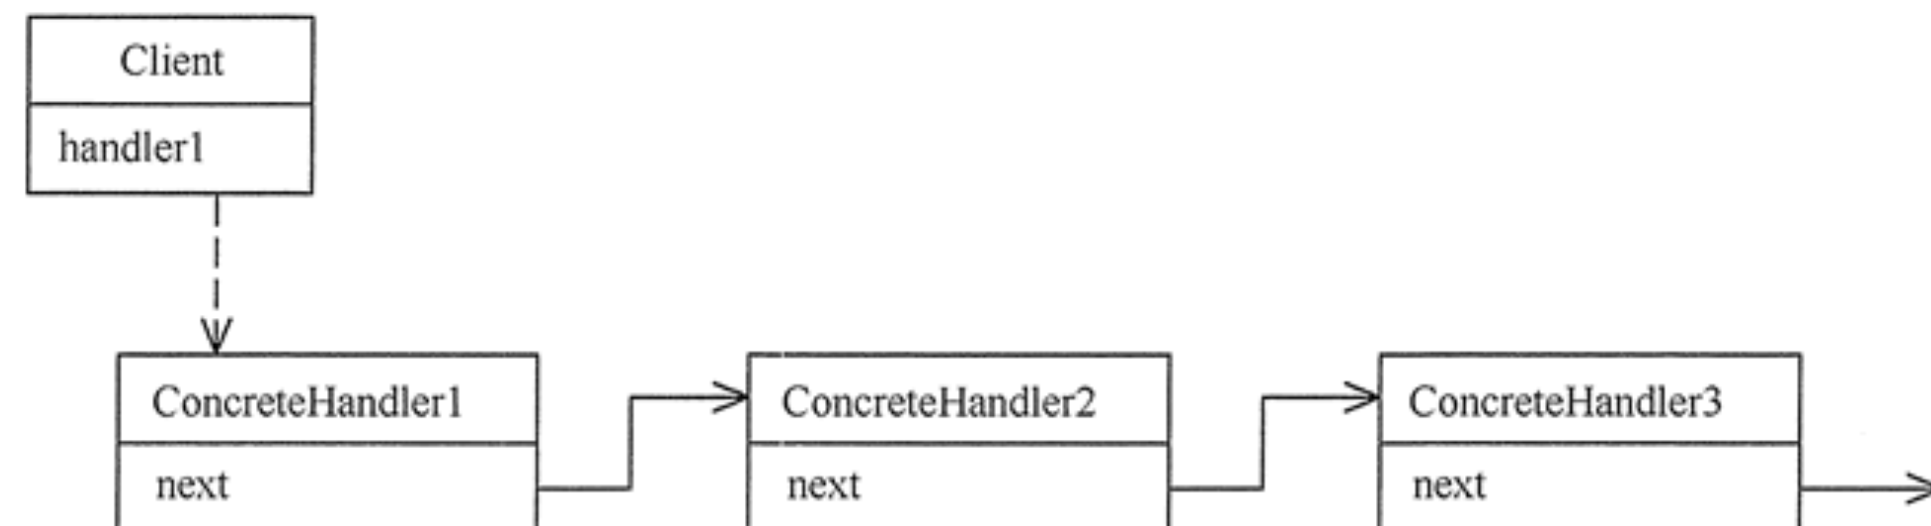 Client
handler1
ConcreteHandler1
ConcreteHandler2
ConcreteHandler3
next
next
next